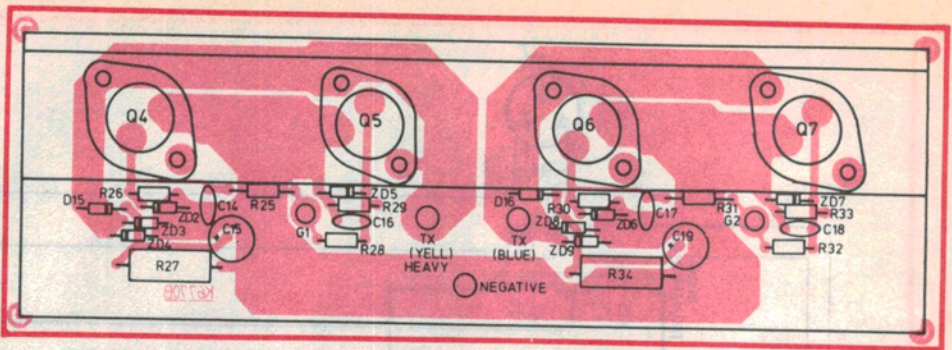 Q4
Q5
Q6
Q7
D15
R26
ZD2
ZD3
ZD4
C14
C15
R25
R27
G1
ZD5
R29
C16
R28
TX
(YELL)
HEAVY
NEGATIVE
TX
(BLUE)
D16
R30
ZD8
ZD9
ZD6
C17
C19
R34
R31
G2
ZD7
R33
C18
R32
K6770B